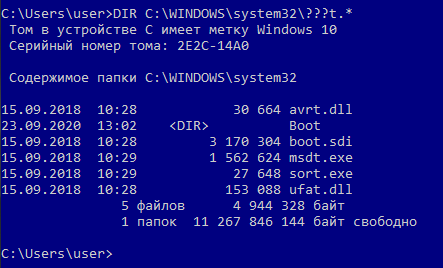 C:\Users\user>DIR C:\WINDOWS\system32\???t.*
Том в устройстве C имеет метку Windows 10
Серийный номер тома: 2E2C-14A0
Содержимое папки C:\WINDOWS\system32
15.09.2018 10:28 30 664 avrt.dll
23.09.2020 13:02 <DIR> Boot
15.09.2018 10:28 3 170 304 boot.sdi
15.09.2018 10:29 1 562 624 msdt.exe
15.09.2018 10:29 27 648 sort.exe
15.09.2018 10:28 153 088 ufat.dll
5 файлов 4 944 328 байт
1 папок 11 267 846 144 байт свободно
C:\Users\user>